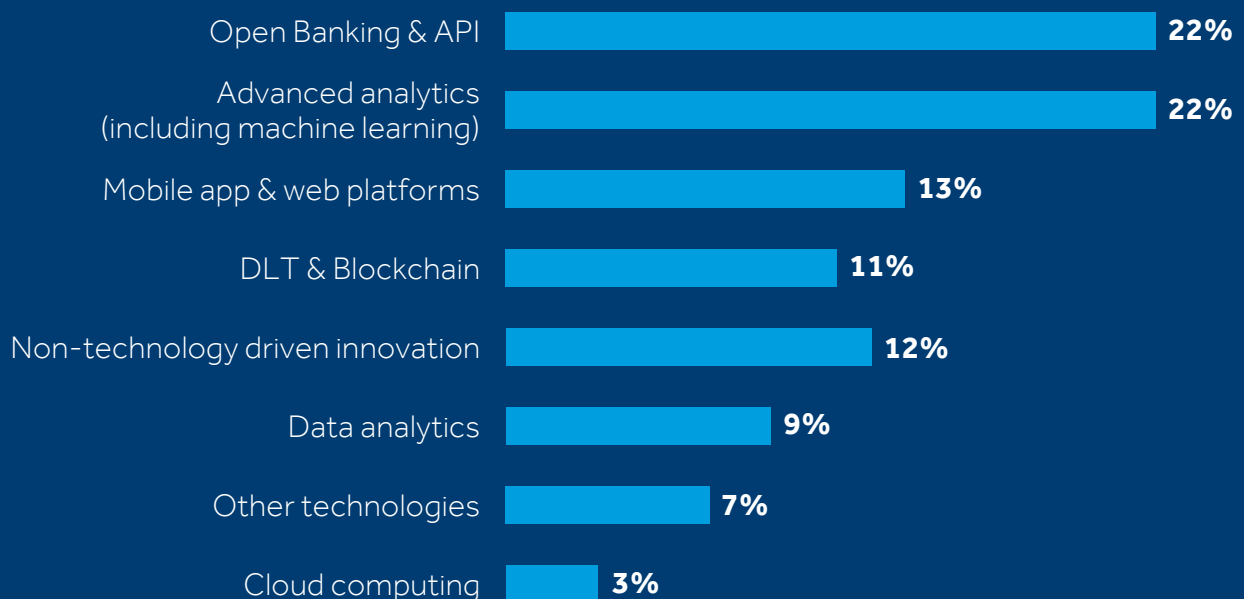 Open Banking & API 22%
Advanced analytics
(including machine learning) 22%
Mobile app & web platforms 13%
DLT & Blockchain 11%
Non-technology driven innovation 12%
Data analytics 9%
Other technologies 7%
Cloud computing 3%